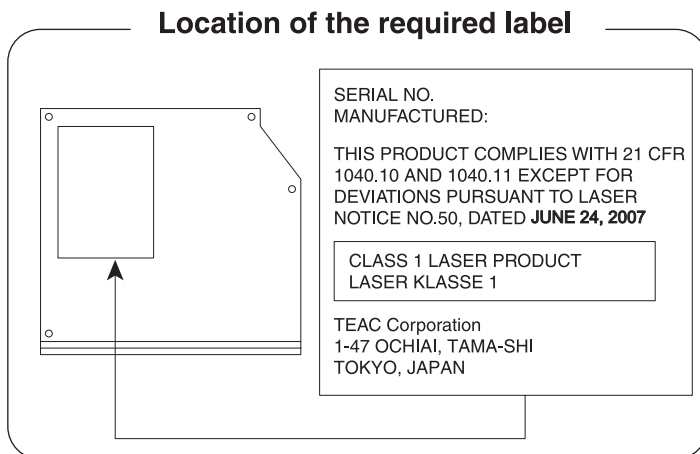 Location of the required label
SERIAL NO.
MANUFACTURED:
THIS PRODUCT COMPLIES WITH 21 CFR
1040.10 AND 1040.11 EXCEPT FOR
DEVIATIONS PURSUANT TO LASER
NOTICE NO.50, DATED JUNE 24, 2007
CLASS 1 LASER PRODUCT
LASER KLASSE 1
TEAC Corporation
1-47 OCHIAI, TAMA-SHI
TOKYO, JAPAN